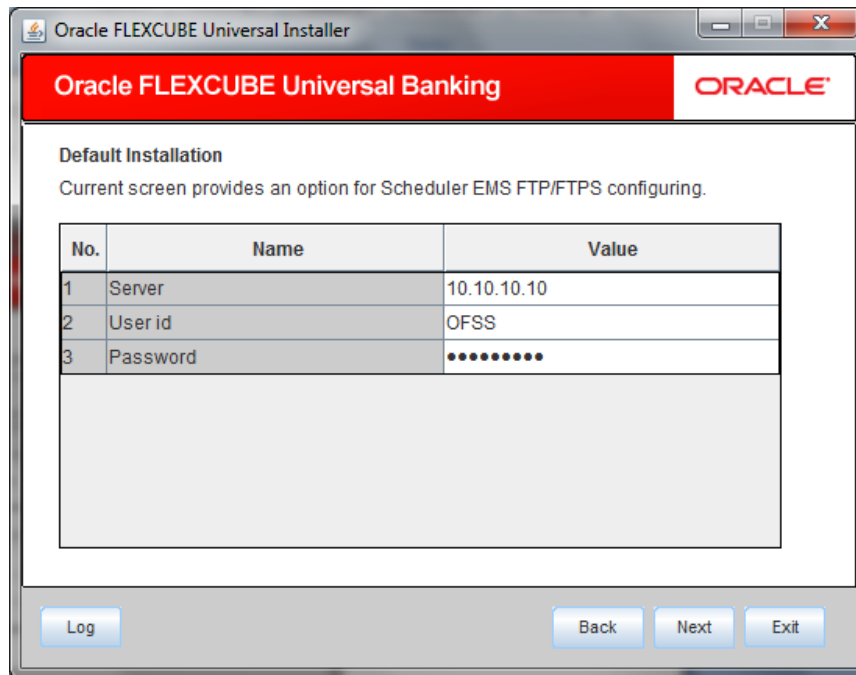 Oracle FLEXCUBE Universal Installer
Oracle FLEXCUBE Universal Banking
ORACLE
Default Installation
Current screen provides an option for Scheduler EMS FTP/FTPS configuring.
No. Name Value
1 Server 10.10.10.10
2 User id OFSS
3 Password •••••••••
Log Back Next Exit